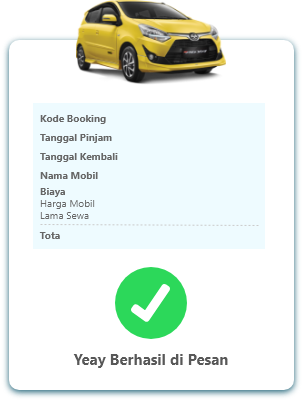 Kode Booking
Tanggal Pinjam
Tanggal Kembali
Nama Mobil
Biaya
Harga Mobil
Lama Sewa
Tota
Yeay Berhasil di Pesan